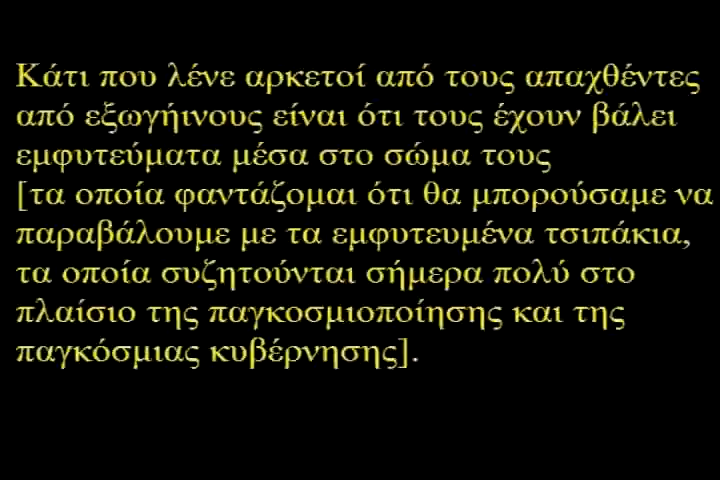 Κάτι που λένε αρκετοί από τους απαχθέντες
από εξωγήινους είναι ότι τους έχουν βάλει
εμφυτεύματα μέσα στο σώμα τους
[τα οποία φαντάζομαι ότι θα μπορούσαμε να
παραβάλουμε με τα εμφυτευμένα τσιπάκια,
τα οποία συζητούνται σήμερα πολύ στο
πλαίσιο της παγκοσμιοποίησης και της
παγκόσμιας κυβέρνησης].